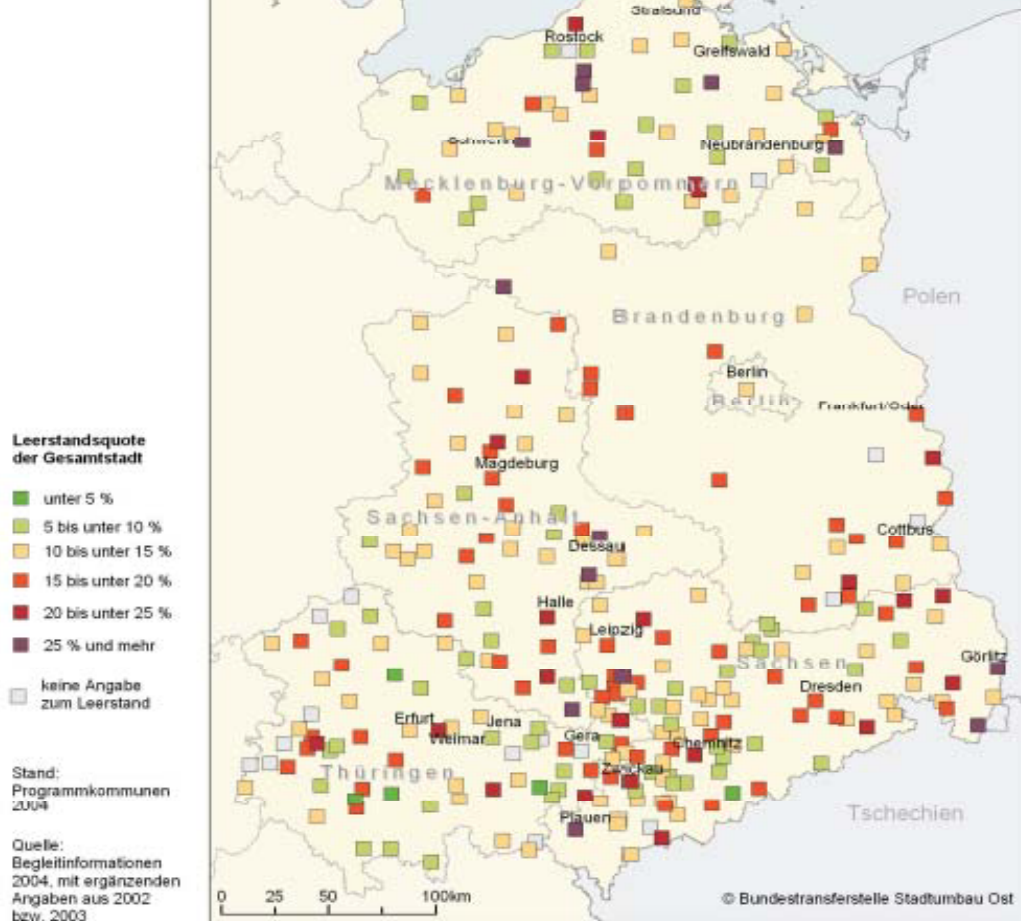 Stralsund
Rostock
Greifswald
Schwerin
Neubrandenburg
Mecklenburg-Vorpommern
Polen
Brandenburg
Berlin
Berlin
Frankfurt/Oder
Leerstandsquote
der Gesamtstadt
unter 5 %
5 bis unter 10 %
10 bis unter 15 %
15 bis unter 20 %
20 bis unter 25 %
25 % und mehr
keine Angabe
zum Leerstand
Magdeburg
Sachsen-Anhalt
Cottbus
Dessau
Halle
Leipzig
Sachsen
Görlitz
Dresden
Erfurt
Jena
Weimar
Gera
Chemnitz
Thüringen
Zwickau
Plauen
Tschechien
Stand:
Programmkommunen
2004
Quelle:
Begleitinformationen
2004, mit ergänzenden
Angaben aus 2002
bzw. 2003
0 25 50 100km
© Bundestransferstelle Stadtumbau Ost